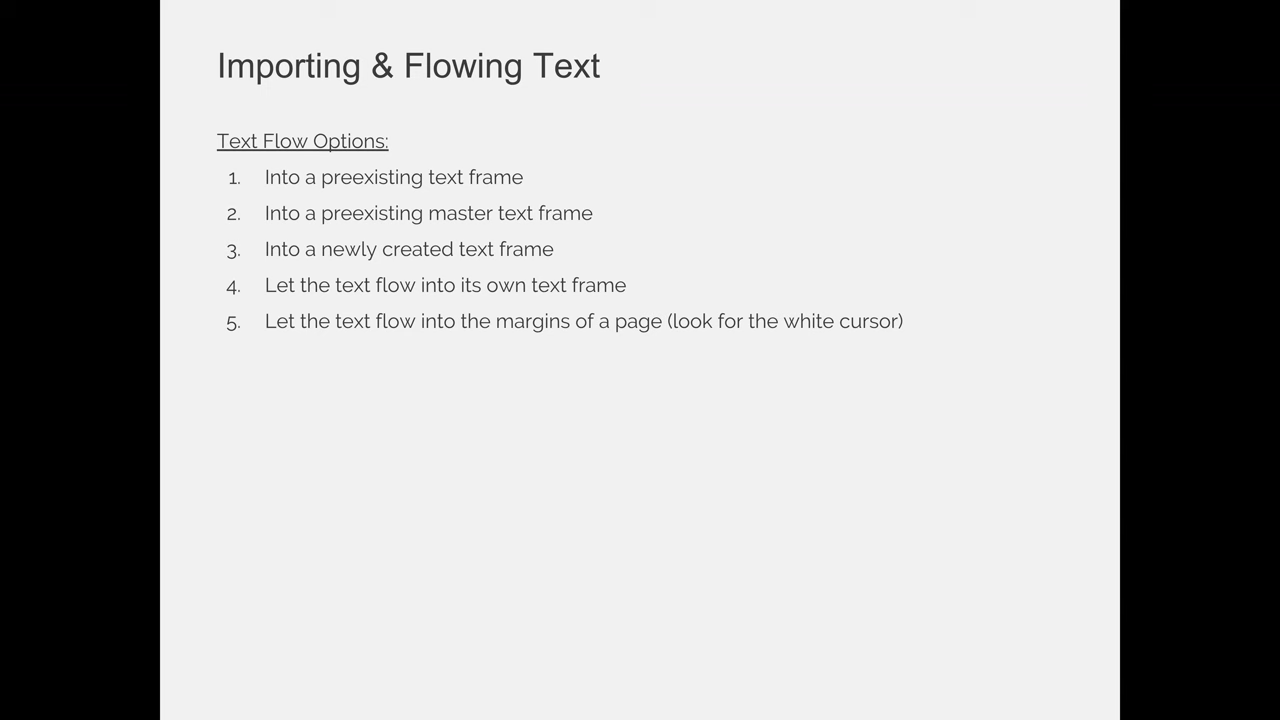 Importing & Flowing Text
Text Flow Options:
1. Into a preexisting text frame
2. Into a preexisting master text frame
3. Into a newly created text frame
4. Let the text flow into its own text frame
5. Let the text flow into the margins of a page (look for the white cursor)